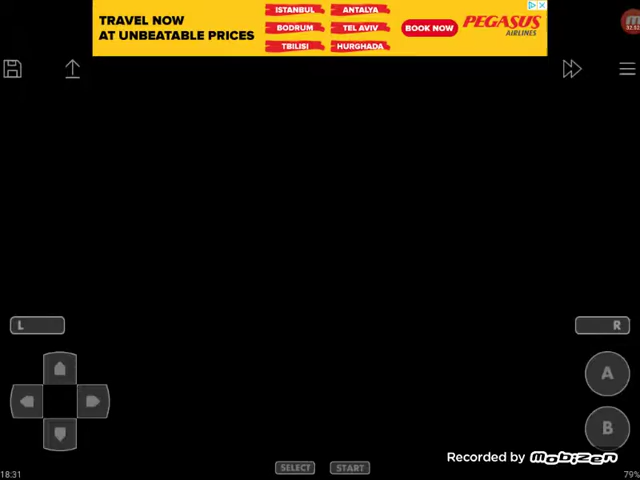 TRAVEL NOW
AT UNBEATABLE PRICES
ISTANBUL ANTALYA
BODRUM TEL AVIV
TBILISI HURGHADA
BOOK NOW
PEGASUS
AIRLINES
L
R
A
B
Recorded by Mobizen
SELECT START
18:31
79%